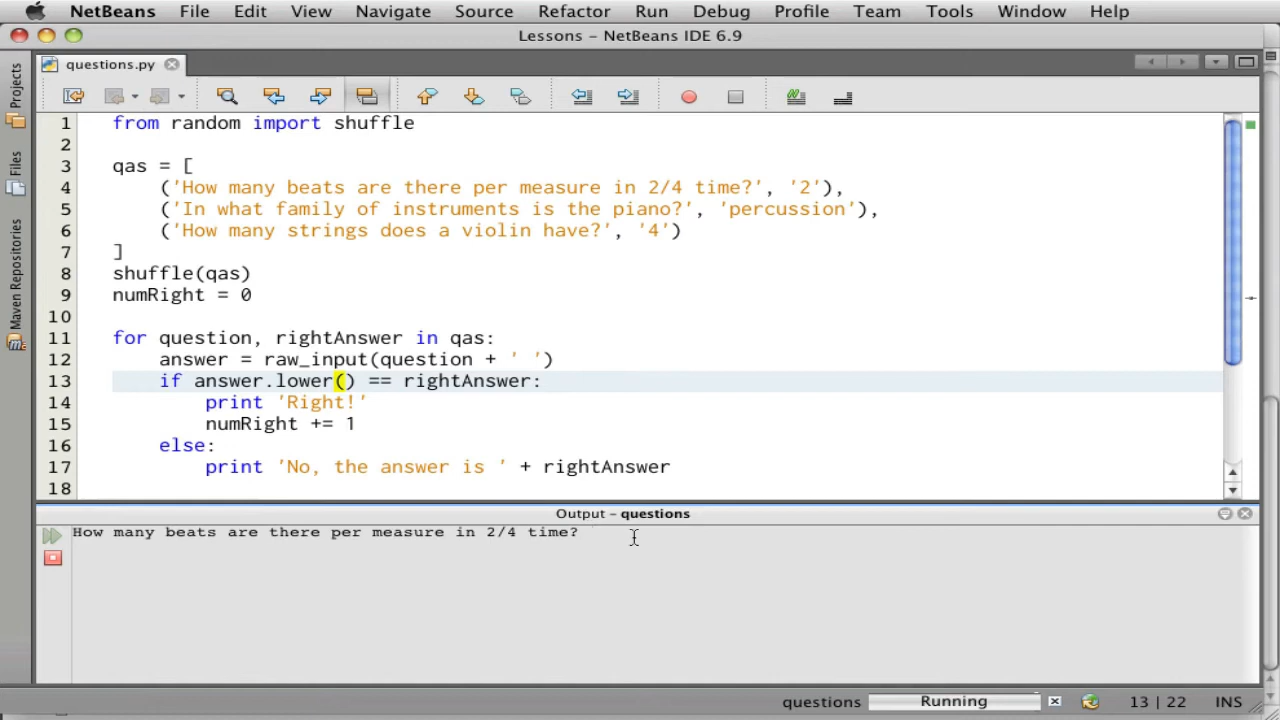 NetBeans File Edit View Navigate Source Refactor Run Debug Profile Team Tools Window Help
Lessons – NetBeans IDE 6.9
questions.py
Projects
Files
Maven Repositories
1 from random import shuffle
2
3 qas = [
4 ('How many beats are there per measure in 2/4 time?', '2'),
5 ('In what family of instruments is the piano?', 'percussion'),
6 ('How many strings does a violin have?', '4')
7 ]
8 shuffle(qas)
9 numRight = 0
10
11 for question, rightAnswer in qas:
12 answer = raw_input(question + ' ')
13 if answer.lower() == rightAnswer:
14 print 'Right!'
15 numRight += 1
16 else:
17 print 'No, the answer is ' + rightAnswer
18
Output – questions
How many beats are there per measure in 2/4 time?
questions Running 13 | 22 INS